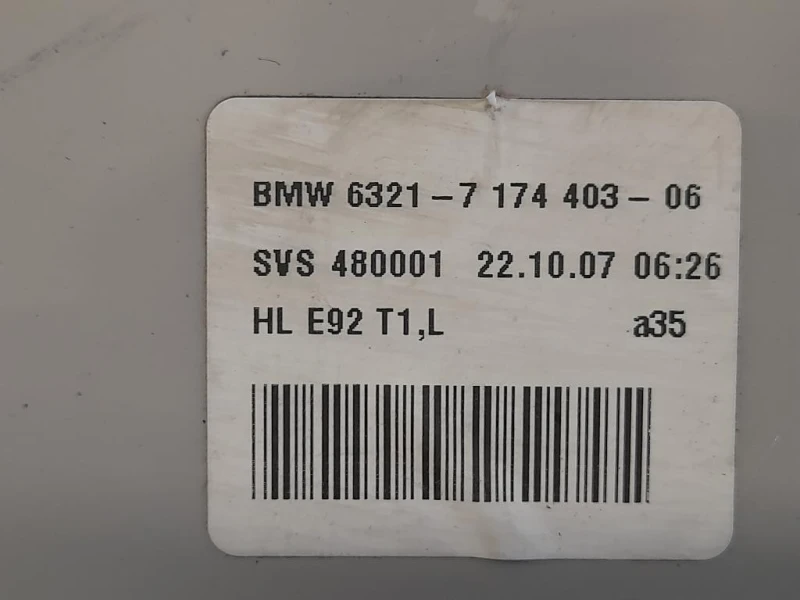 BMW 6321-7 174 403-06
SVS 480001 22.10.07 06:26
HL E92 T1,L a35